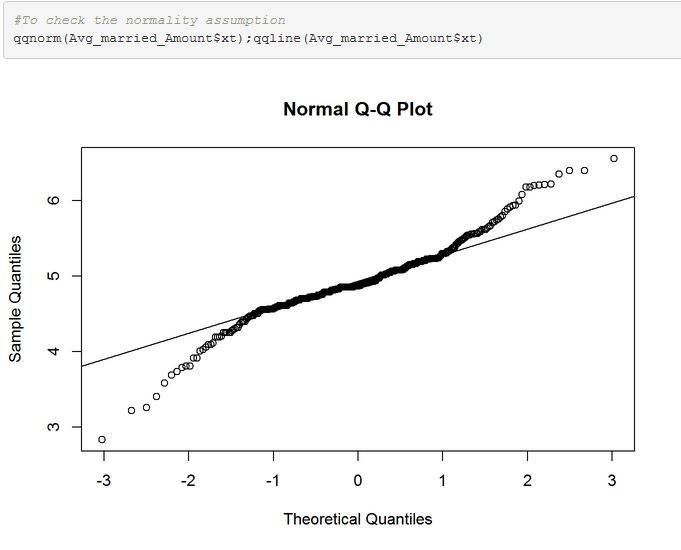 #To check the normality assumption
qqnorm(Avg_married_Amount$xt);qqline(Avg_married_Amount$xt)
Normal Q-Q Plot
Sample Quantiles
6
5
4
3
-3 -2 -1 0 1 2 3
Theoretical Quantiles